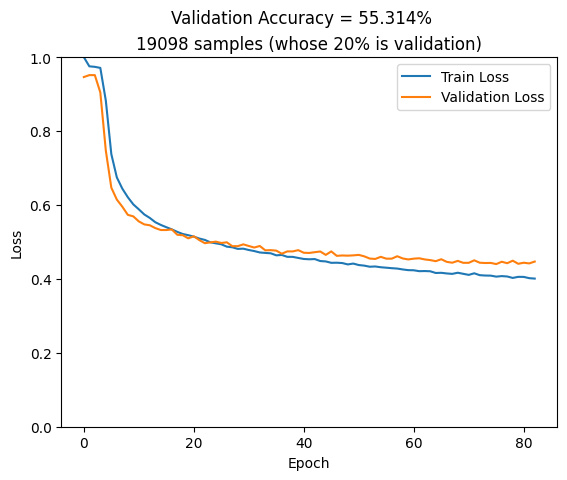 Validation Accuracy = 55.314%
19098 samples (whose 20% is validation)
Train Loss
Validation Loss
Loss
1.0
0.8
0.6
0.4
0.2
0.0
0 20 40 60 80
Epoch